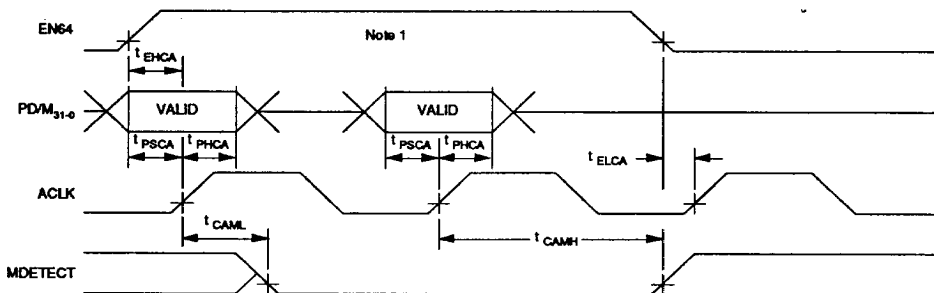 EN64
Note 1
t EHCA
PD/M31-0
VALID
VALID
t PSCA
t PHCA
t PSCA
t PHCA
t ELCA
ACLK
t CAML
t CAMH
MDETECT